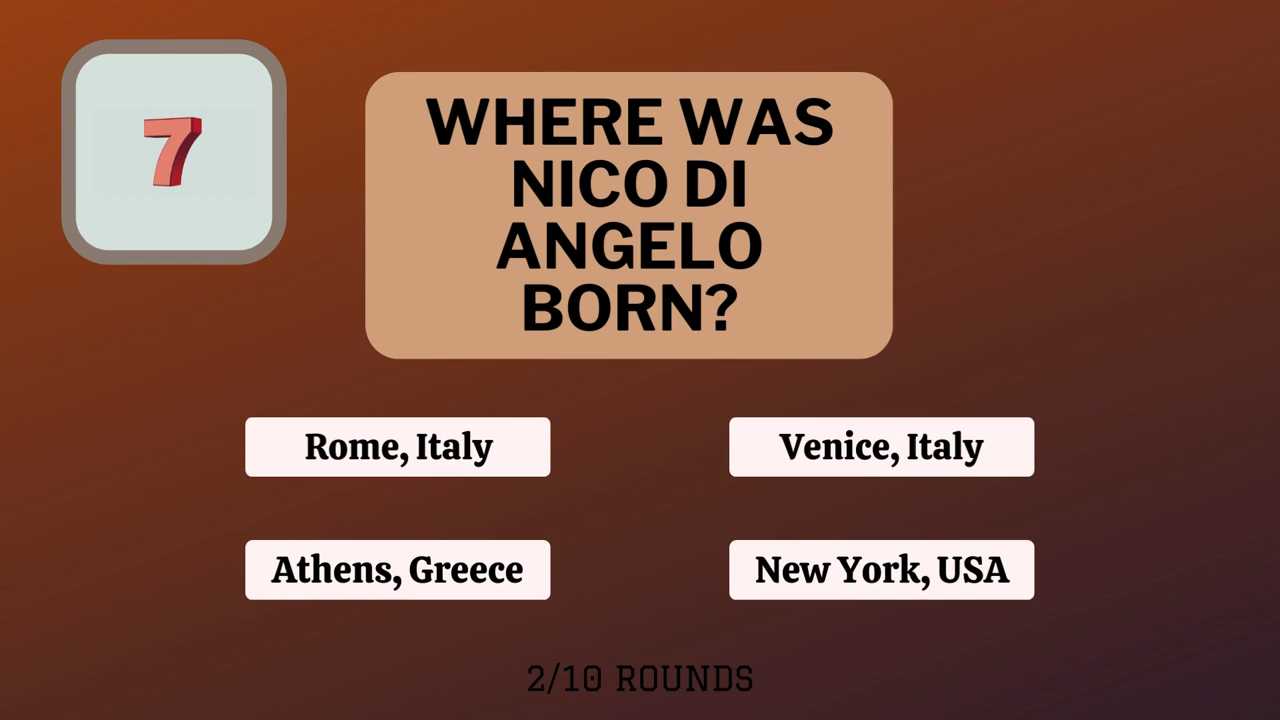 7
WHERE WAS
NICO DI
ANGELO
BORN?
Rome, Italy
Venice, Italy
Athens, Greece
New York, USA
2/10 ROUNDS